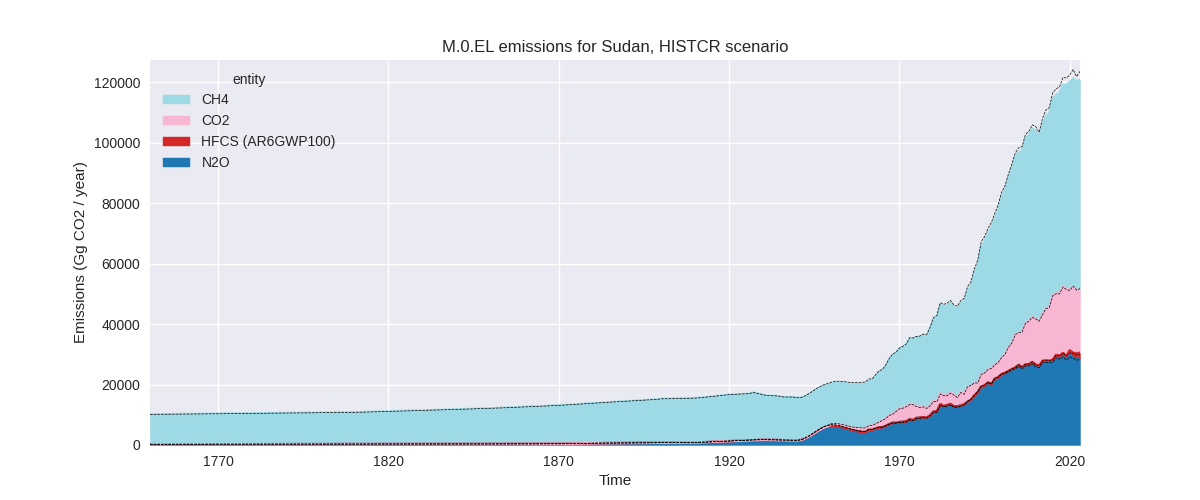 M.0.EL emissions for Sudan, HISTCR scenario
120000
100000
80000
60000
40000
20000
0
Emissions (Gg CO2 / year)
entity
CH4
CO2
HFCS (AR6GWP100)
N2O
1770
1820
1870
1920
1970
2020
Time